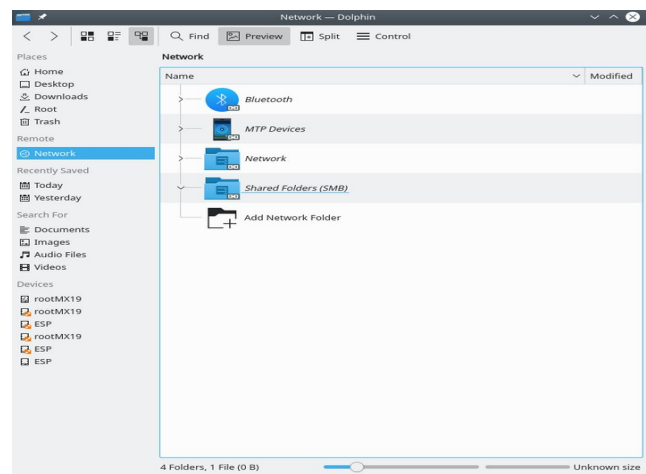 Network — Dolphin
Find Preview Split Control
Places
Home
Desktop
Downloads
Root
Trash
Remote
Network
Recently Saved
Today
Yesterday
Search For
Documents
Images
Audio Files
Videos
Devices
rootMX19
rootMX19
ESP
rootMX19
ESP
ESP
Network
Name Modified
Bluetooth
MTP Devices
Network
Shared Folders (SMB)
Add Network Folder
4 Folders, 1 File (0 B) Unknown size